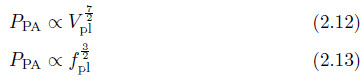 P_PA ∝ V_pl^{7/2} (2.12)
P_PA ∝ f_pl^{3/2} (2.13)